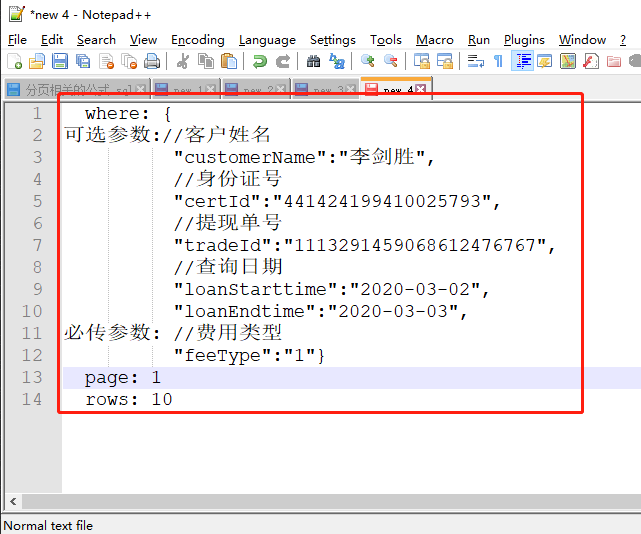 *new 4 - Notepad++
File Edit Search View Encoding Language Settings Tools Macro Run Plugins Window ?
分页相关的公式.sql new 1 new 2 new 3 new 4
1 where: {
2 可选参数://客户姓名
3 "customerName":"李剑胜",
4 //身份证号
5 "certId":"441424199410025793",
6 //提现单号
7 "tradeId":"1113291459068612476767",
8 //查询日期
9 "loanStarttime":"2020-03-02",
10 "loanEndtime":"2020-03-03",
11 必传参数: //费用类型
12 "feeType":"1"}
13 page: 1
14 rows: 10
Normal text file